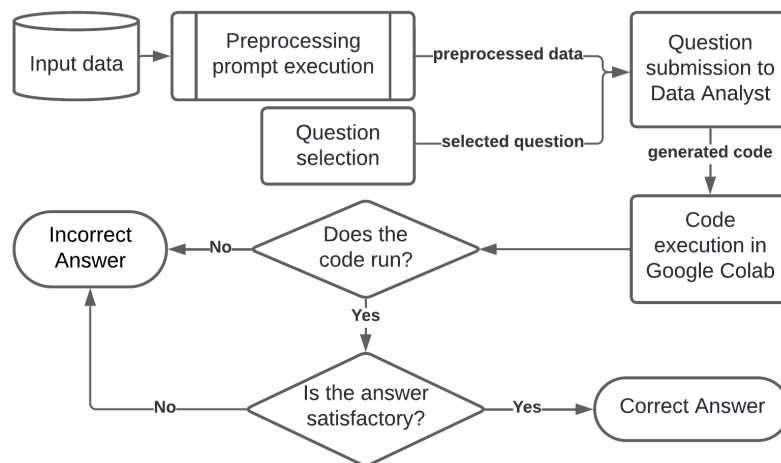 Input data
Preprocessing
prompt execution
preprocessed data
Question
submission to
Data Analyst
Question
selection
selected question
generated code
Code
execution in
Google Colab
Does the
code run?
No
Incorrect
Answer
Yes
Is the answer
satisfactory?
No
Yes
Correct Answer